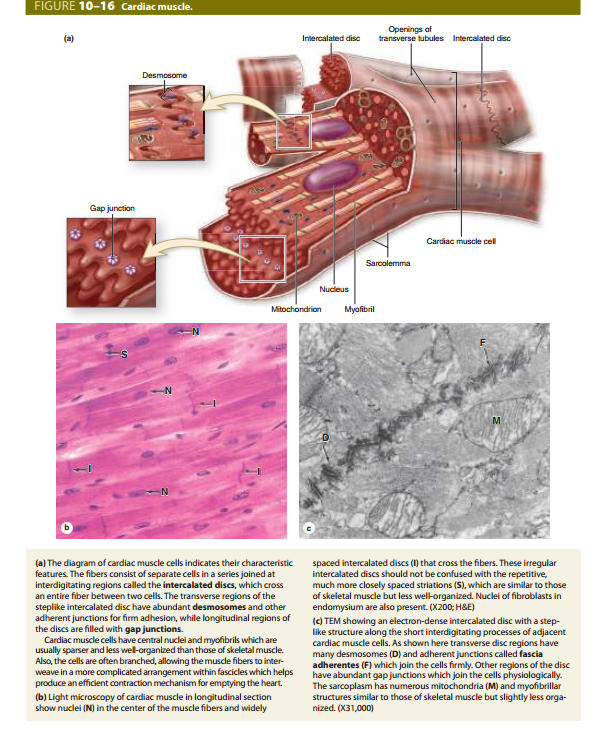 FIGURE 10–16 Cardiac muscle.
(a)
Intercalated disc
Openings of
transverse tubules
Intercalated disc
Desmosome
Gap junction
Cardiac muscle cell
Sarcolemma
Nucleus
Mitochondrion
Myofibril
N
S
N
I
I
I
N
b
F
M
D
c
(a) The diagram of cardiac muscle cells indicates their characteristic
features. The fibers consist of separate cells in a series joined at
interdigitating regions called the intercalated discs, which cross
an entire fiber between two cells. The transverse regions of the
steplike intercalated disc have abundant desmosomes and other
adherent junctions for firm adhesion, while longitudinal regions of
the discs are filled with gap junctions.
Cardiac muscle cells have central nuclei and myofibrils which are
usually sparser and less well-organized than those of skeletal muscle.
Also, the cells are often branched, allowing the muscle fibers to inter-
weave in a more complicated arrangement within fascicles which helps
produce an efficient contraction mechanism for emptying the heart.
(b) Light microscopy of cardiac muscle in longitudinal section
show nuclei (N) in the center of the muscle fibers and widely
spaced intercalated discs (I) that cross the fibers. These irregular
intercalated discs should not be confused with the repetitive,
much more closely spaced striations (S), which are similar to those
of skeletal muscle but less well-organized. Nuclei of fibroblasts in
endomysium are also present. (X200; H&E)
(c) TEM showing an electron-dense intercalated disc with a step-
like structure along the short interdigitating processes of adjacent
cardiac muscle cells. As shown here transverse disc regions have
many desmosomes (D) and adherent junctions called fascia
adherentes (F) which join the cells firmly. Other regions of the disc
have abundant gap junctions which join the cells physiologically.
The sarcoplasm has numerous mitochondria (M) and myofibrillar
structures similar to those of skeletal muscle but slightly less orga-
nized. (X31,000)